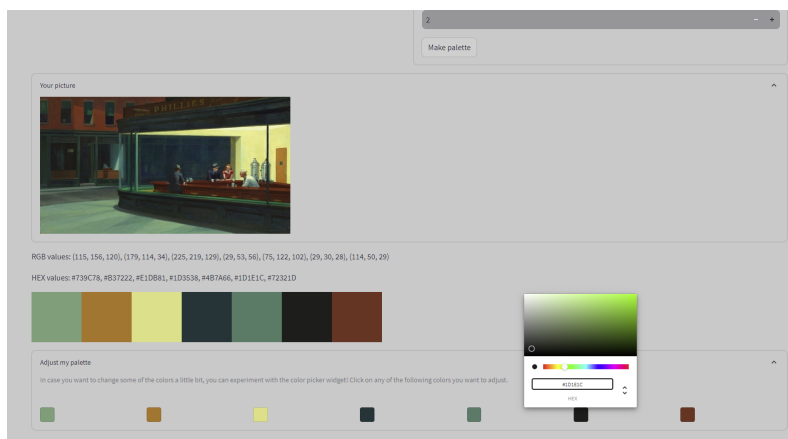 2
− +
Make palette
Your picture
PHILLIES
RGB values: (115, 156, 120), (179, 114, 34), (225, 219, 129), (29, 53, 56), (75, 122, 102), (29, 30, 28), (114, 50, 29)
HEX values: #739C78, #B37222, #E1DB81, #1D3538, #4B7A66, #1D1E1C, #72321D
Adjust my palette
In case you want to change some of the colors a little bit, you can experiment with the color picker widget! Click on any of the following colors you want to adjust.
#1D1E1C
HEX